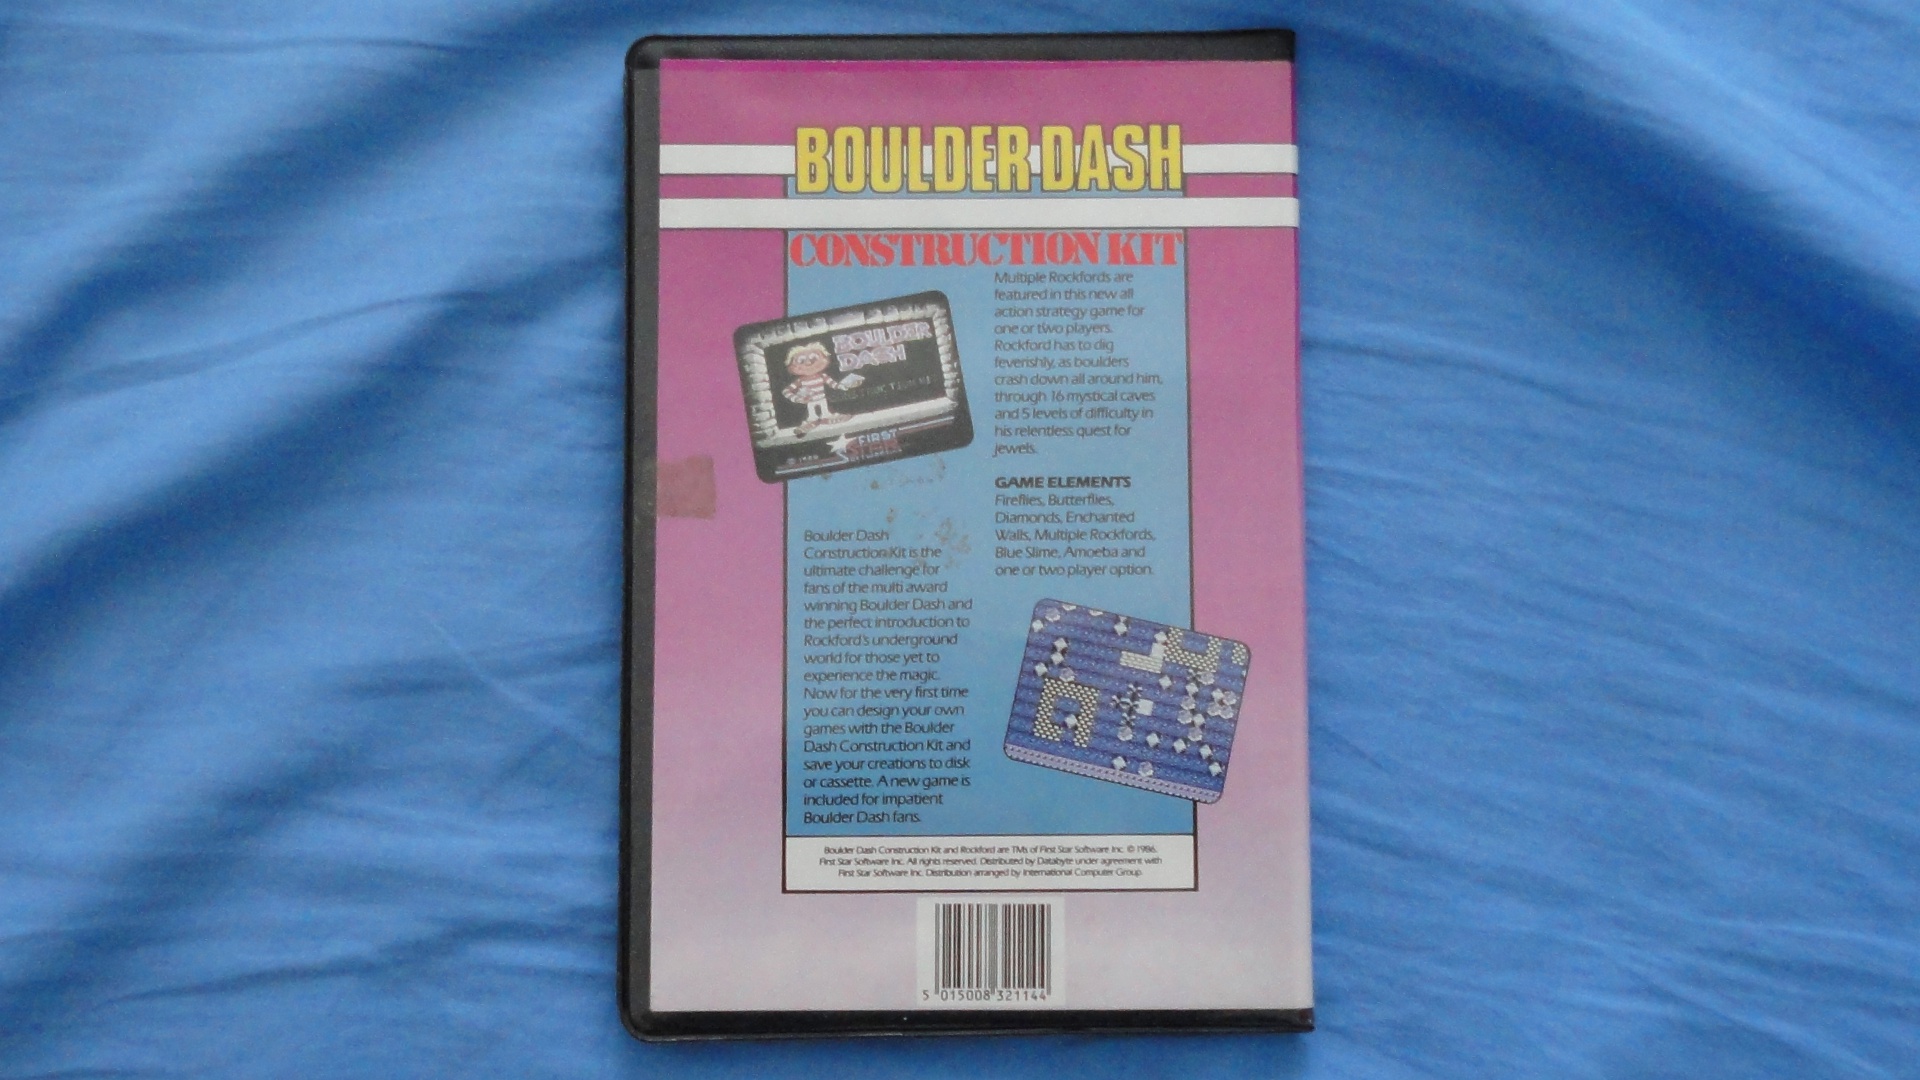 BOULDER DASH
CONSTRUCTION KIT
Multiple Rockfords are
featured in this new all
action strategy game for
one or two players.
Rockford has to dig
feverishly, as boulders
crash down all around him,
through 16 mystical caves
and 5 levels of difficulty in
his relentless quest for
jewels.
GAME ELEMENTS
Fireflies, Butterflies,
Diamonds, Enchanted
Walls, Multiple Rockfords,
Blue Slime, Amoeba and
one or two player option.
BOULDER
DASH
FIRST
STAR
Boulder Dash
Construction Kit is the
ultimate challenge for
fans of the multi award
winning Boulder Dash and
the perfect introduction to
Rockford's underground
world for those yet to
experience the magic.
Now for the very first time
you can design your own
games with the Boulder
Dash Construction Kit and
save your creations to disk
or cassette. A new game is
included for impatient
Boulder Dash fans.
Boulder Dash Construction Kit and Rockford are TMs of First Star Software Inc. © 1986.
First Star Software Inc. All rights reserved. Distributed by Databyte under agreement with
First Star Software Inc. Distribution arranged by International Computer Group.
5 015008 321144